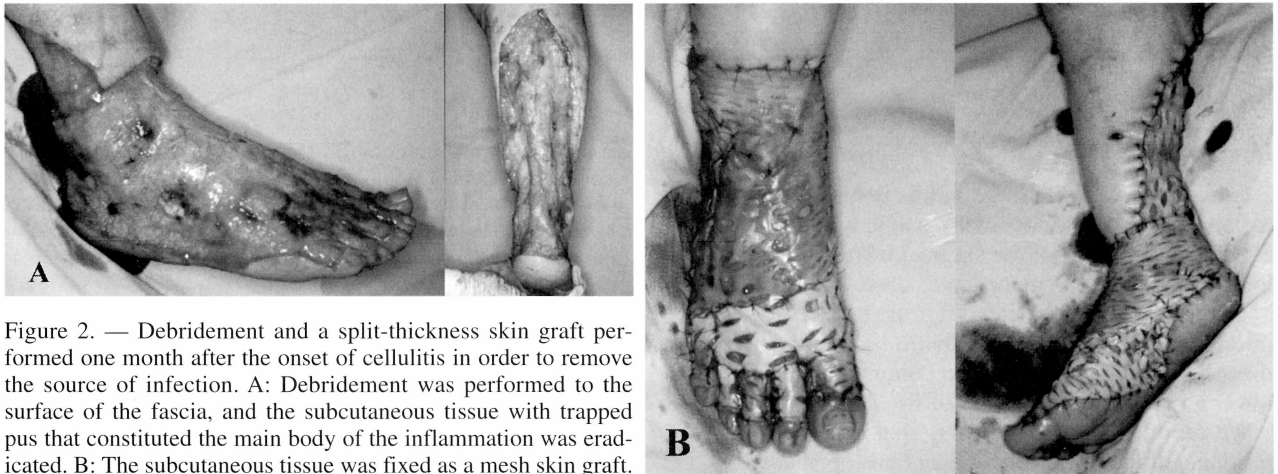 A
B
Figure 2. — Debridement and a split-thickness skin graft per-
formed one month after the onset of cellulitis in order to remove
the source of infection. A: Debridement was performed to the
surface of the fascia, and the subcutaneous tissue with trapped
pus that constituted the main body of the inflammation was erad-
icated. B: The subcutaneous tissue was fixed as a mesh skin graft.